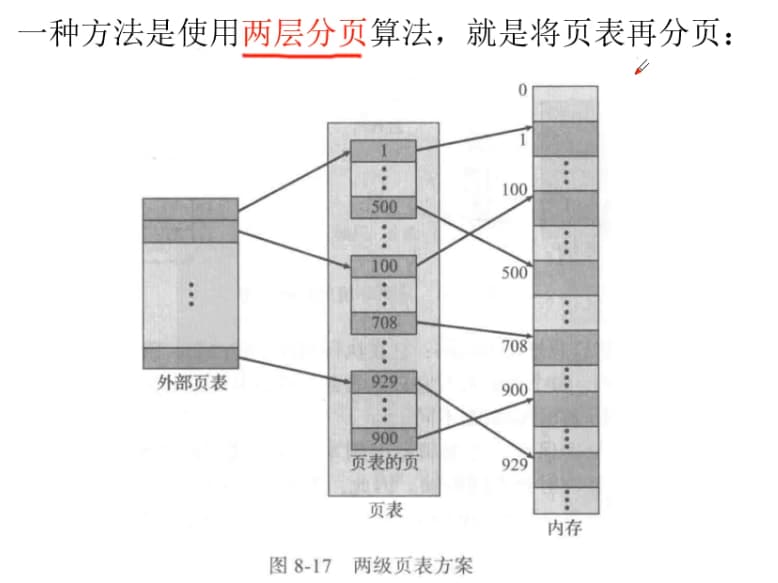 一种方法是使用两层分页算法，就是将页表再分页：
0
1
1
100
500
100
500
708
708
929
900
900
929
外部页表
页表的页
页表
内存
图 8-17 两级页表方案